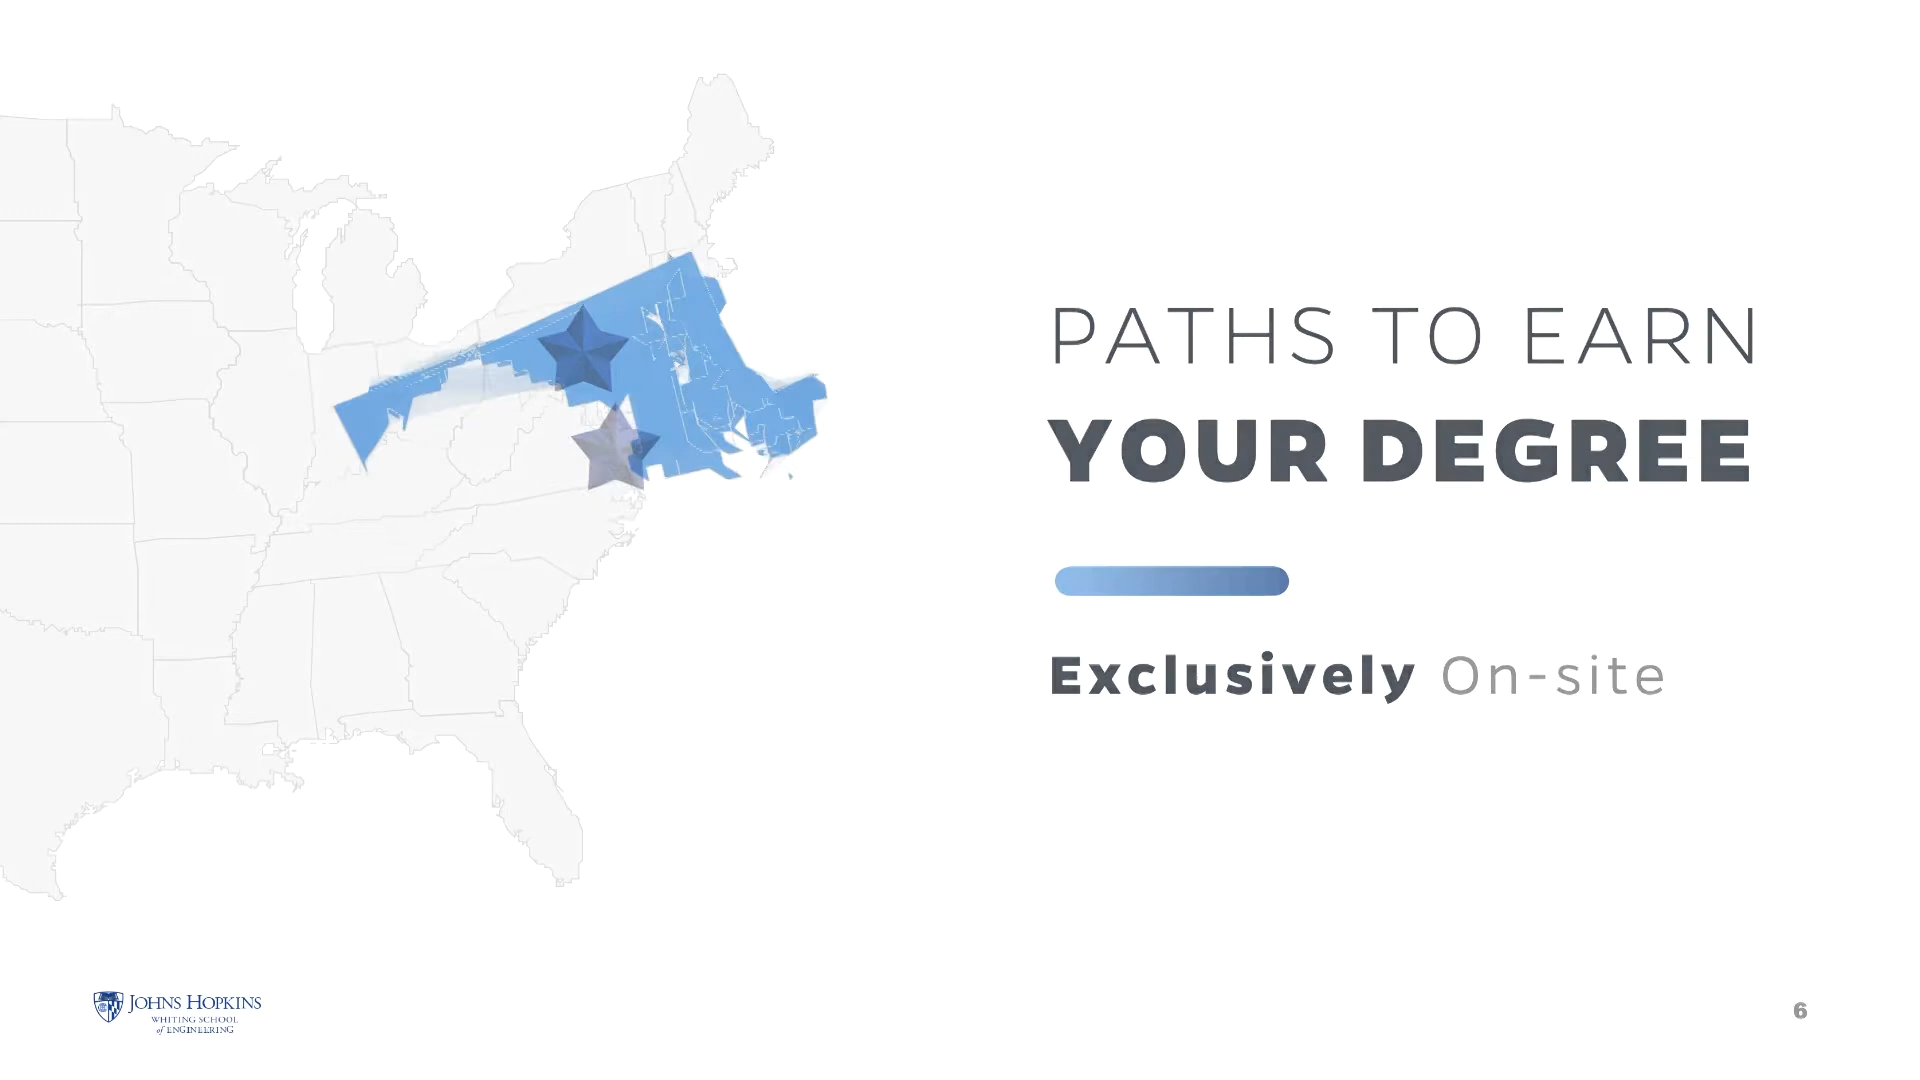 PATHS TO EARN
YOUR DEGREE
Exclusively On-site
JOHNS HOPKINS
WHITING SCHOOL
of ENGINEERING
6